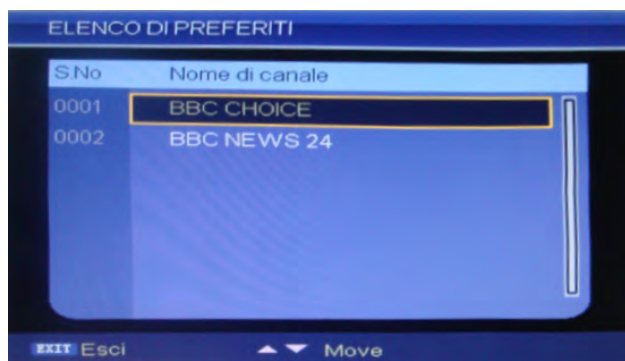 ELENCO DI PREFERITI
S.No Nome di canale
0001 BBC CHOICE
0002 BBC NEWS 24
EXIT Esci Move